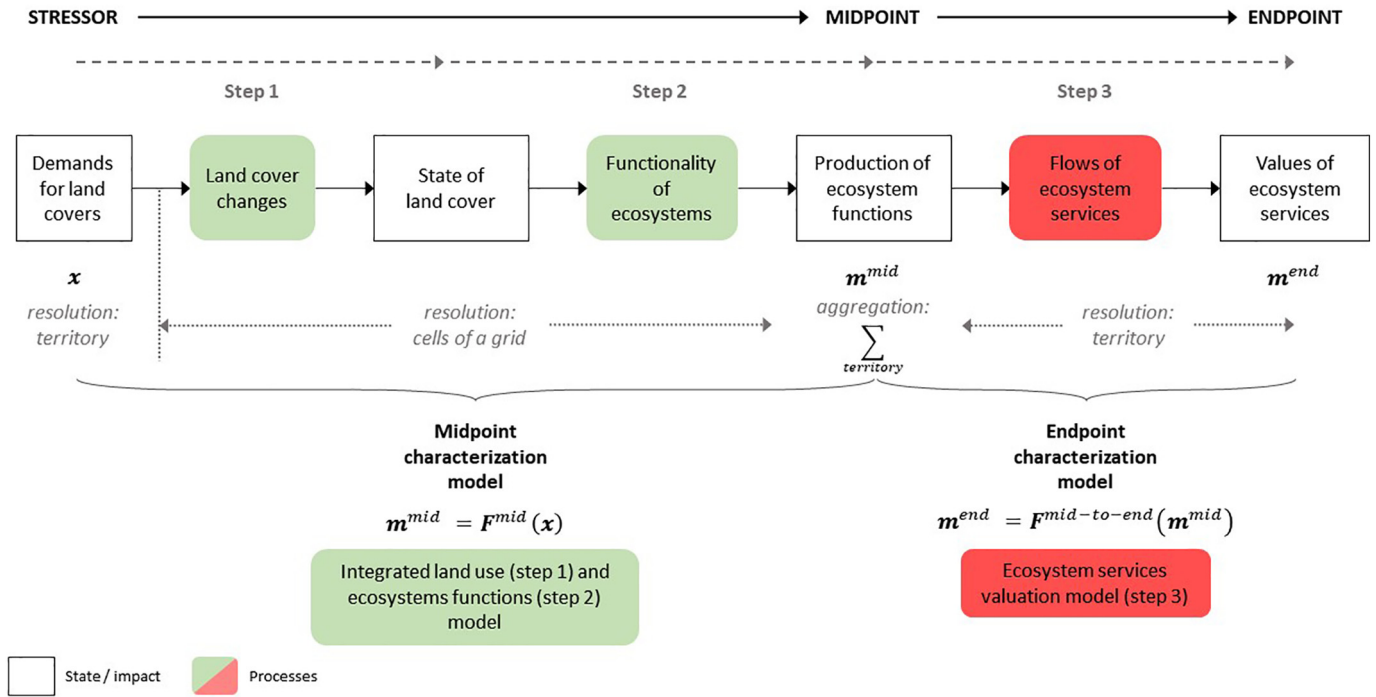 STRESSOR
MIDPOINT
ENDPOINT
Step 1
Step 2
Step 3
Demands
for land
covers
Land cover
changes
State of
land cover
Functionality
of
ecosystems
Production of
ecosystem
functions
Flows of
ecosystem
services
Values of
ecosystem
services
x
m^mid
m^end
resolution:
territory
resolution:
cells of a grid
aggregation:
∑
territory
resolution:
territory
Midpoint
characterization
model
m^mid = F^mid(x)
Integrated land use (step 1) and
ecosystems functions (step 2)
model
Endpoint
characterization
model
m^end = F^mid-to-end(m^mid)
Ecosystem services
valuation model (step 3)
State / impact
Processes